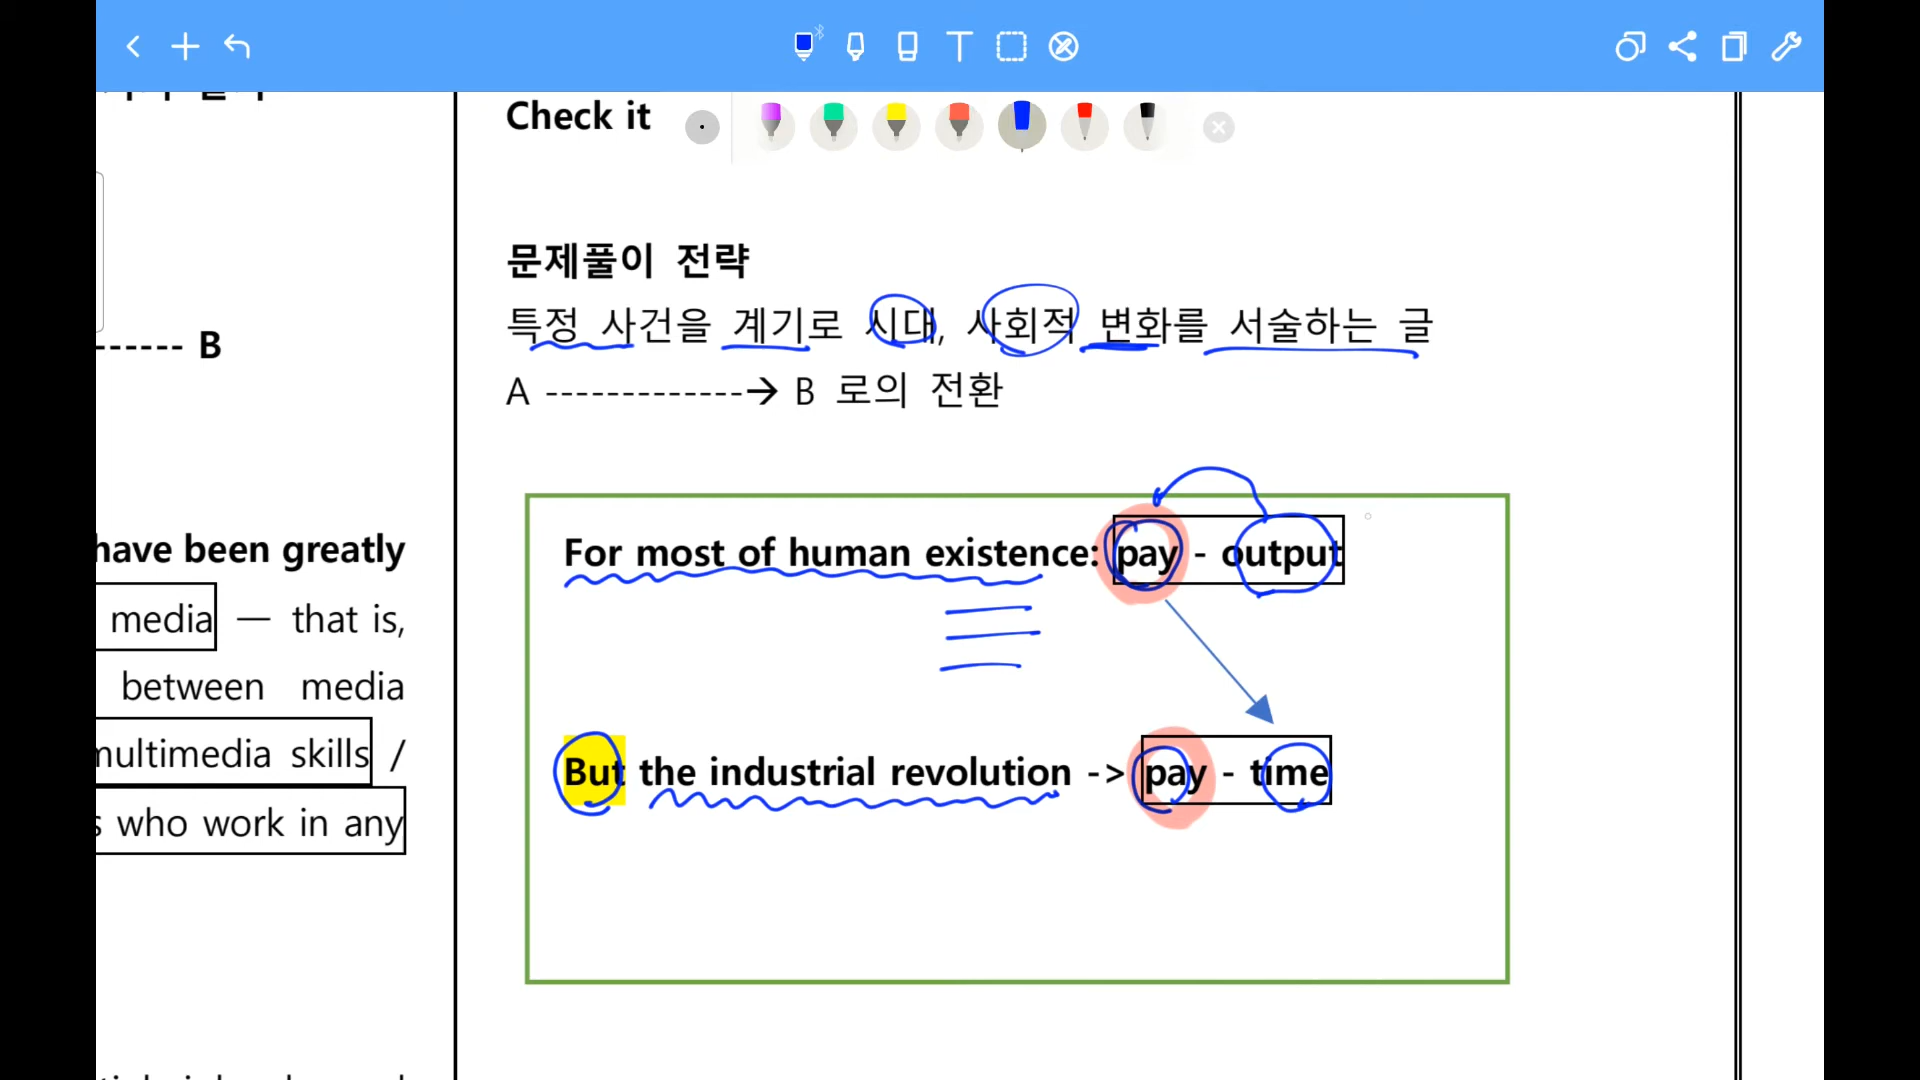 Check it
문제풀이 전략
특정 사건을 계기로 시대, 사회적 변화를 서술하는 글
A -------------→ B 로의 전환
For most of human existence: pay - output
But the industrial revolution -> pay - time
------ B
have been greatly
media — that is,
between media
multimedia skills /
who work in any